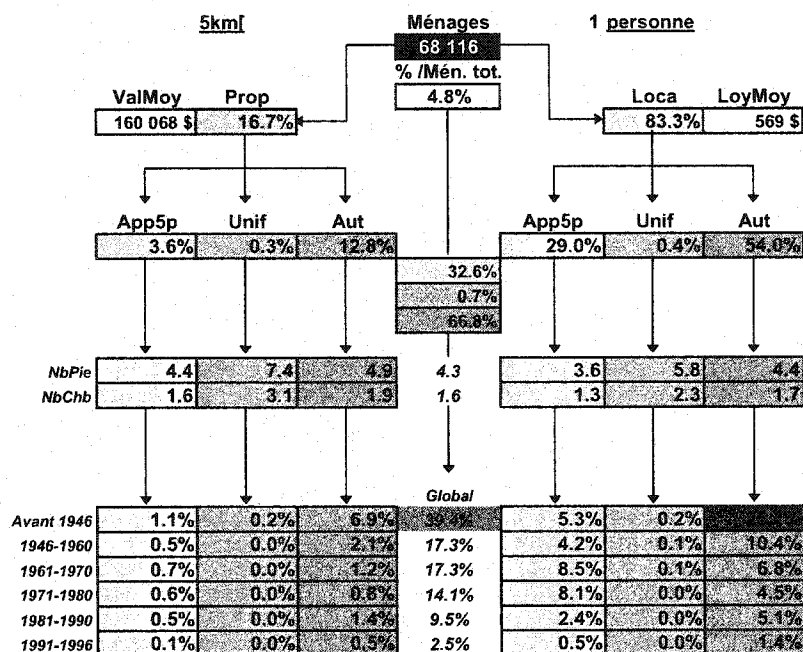 5km[ Ménages 1 personne
68 116
% /Mén. tot.
ValMoy Prop 4.8% Loca LoyMoy
160 068 $ 16.7% 83.3% 569 $
App5p Unif Aut App5p Unif Aut
3.6% 0.3% 12.8% 29.0% 0.4% 54.0%
32.6%
0.7%
66.8%
NbPie 4.4 7.4 4.9 4.3 3.6 5.8 4.4
NbChb 1.6 3.1 1.9 1.6 1.3 2.3 1.7
Global
Avant 1946 1.1% 0.2% 6.9% 39.4% 5.3% 0.2%
1946-1960 0.5% 0.0% 2.1% 17.3% 4.2% 0.1% 10.4%
1961-1970 0.7% 0.0% 1.2% 17.3% 8.5% 0.1% 6.8%
1971-1980 0.6% 0.0% 0.8% 14.1% 8.1% 0.0% 4.5%
1981-1990 0.5% 0.0% 1.4% 9.5% 2.4% 0.0% 5.1%
1991-1996 0.1% 0.0% 0.5% 2.5% 0.5% 0.0% 1.4%